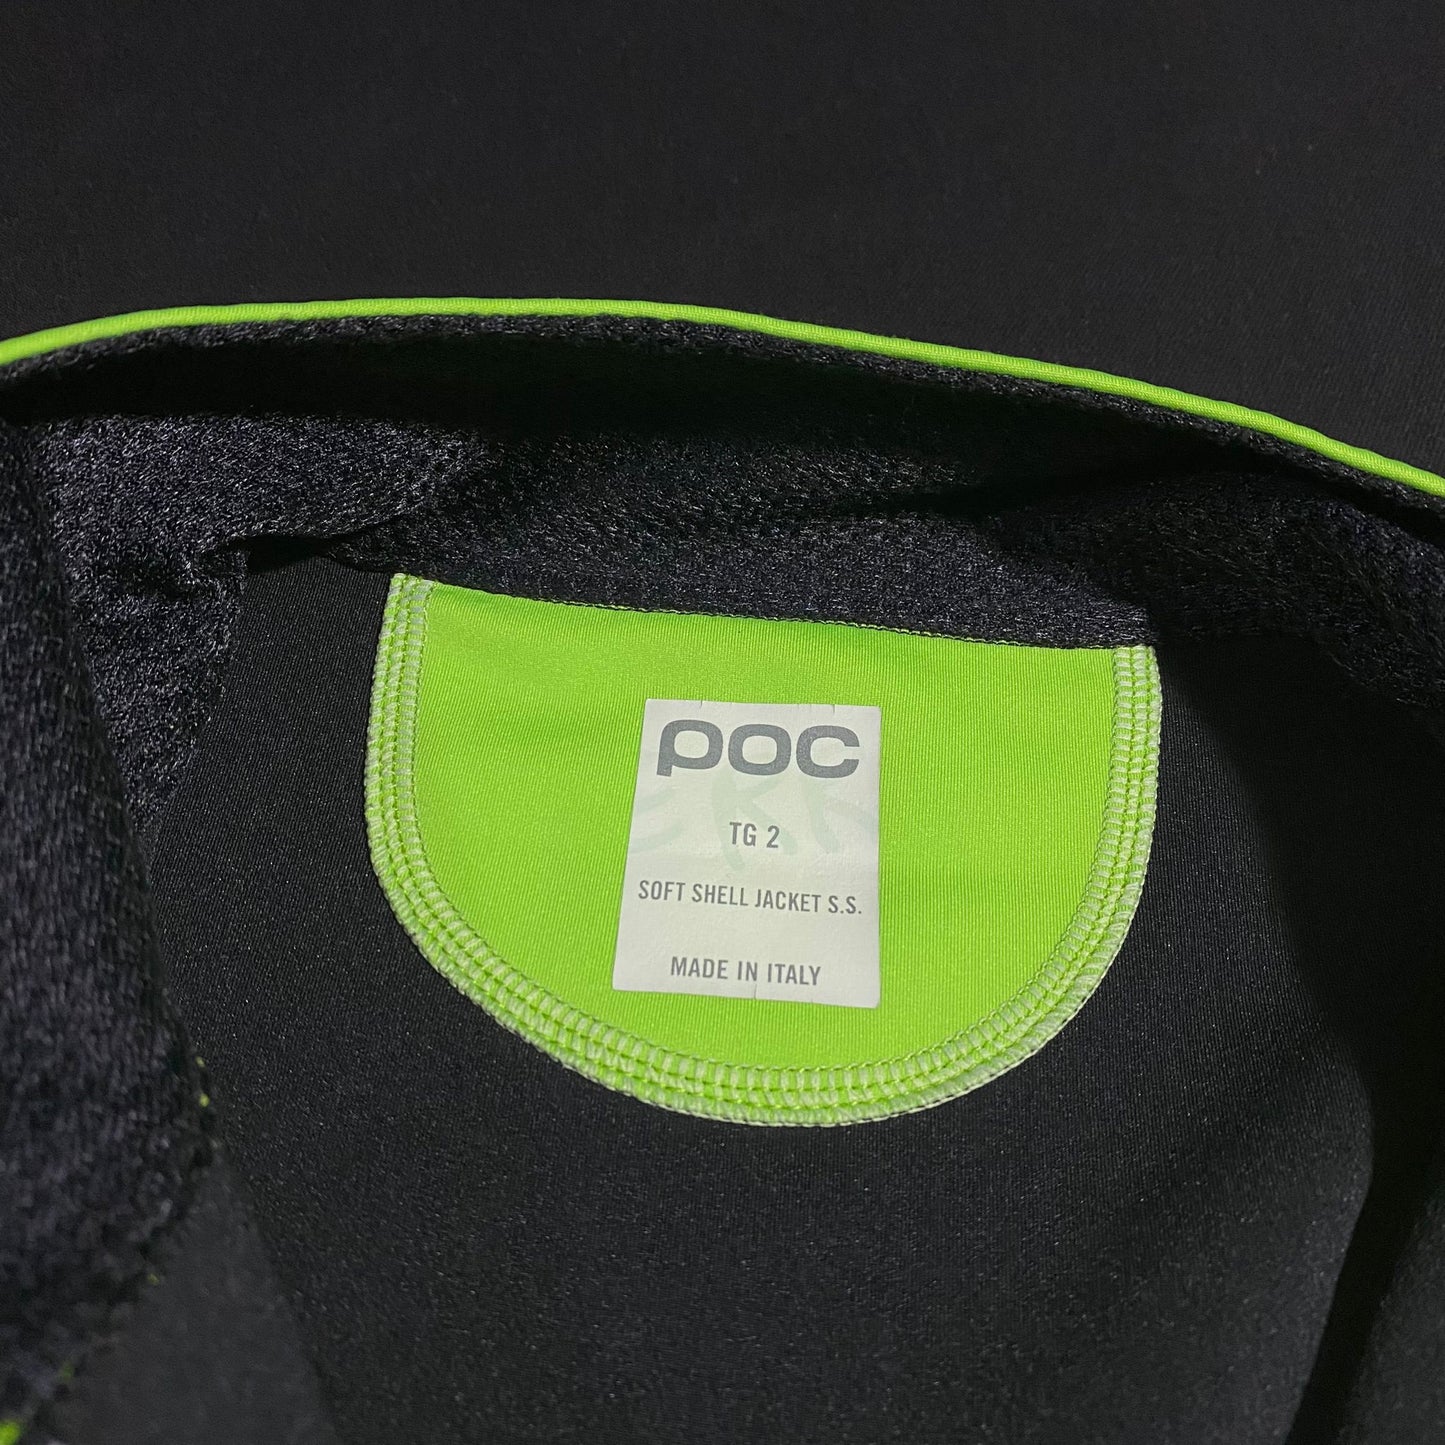 POC
TG 2
SOFT SHELL JACKET S.S.
MADE IN ITALY